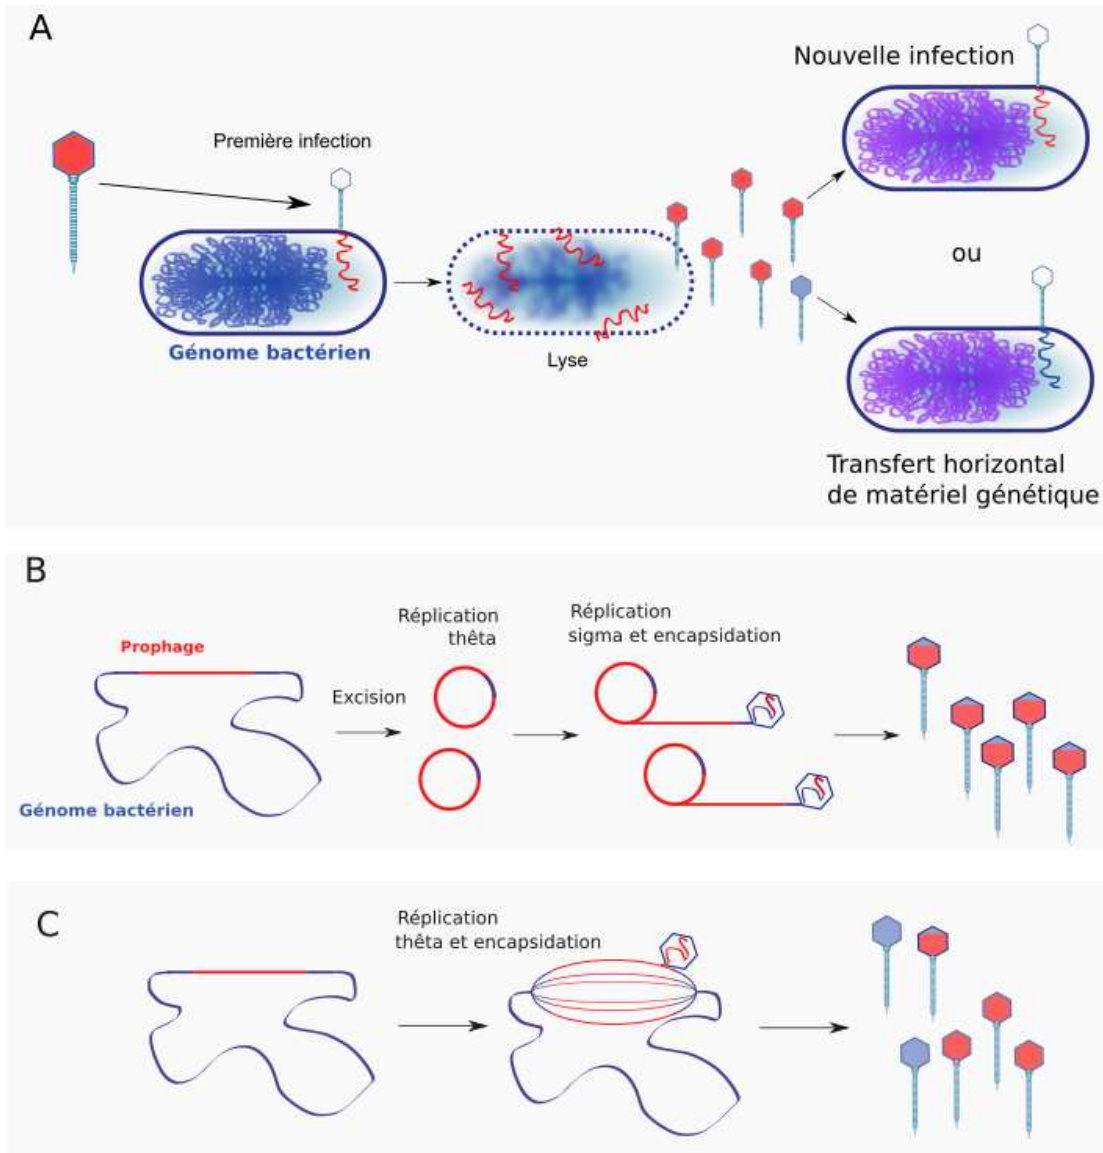 A
Nouvelle infection
Première infection
Génome bactérien
Lyse
ou
Transfert horizontal
de matériel génétique
B
Prophage
Génome bactérien
Excision
Réplication
thêta
Réplication
sigma et encapsidation
C
Réplication
thêta et encapsidation